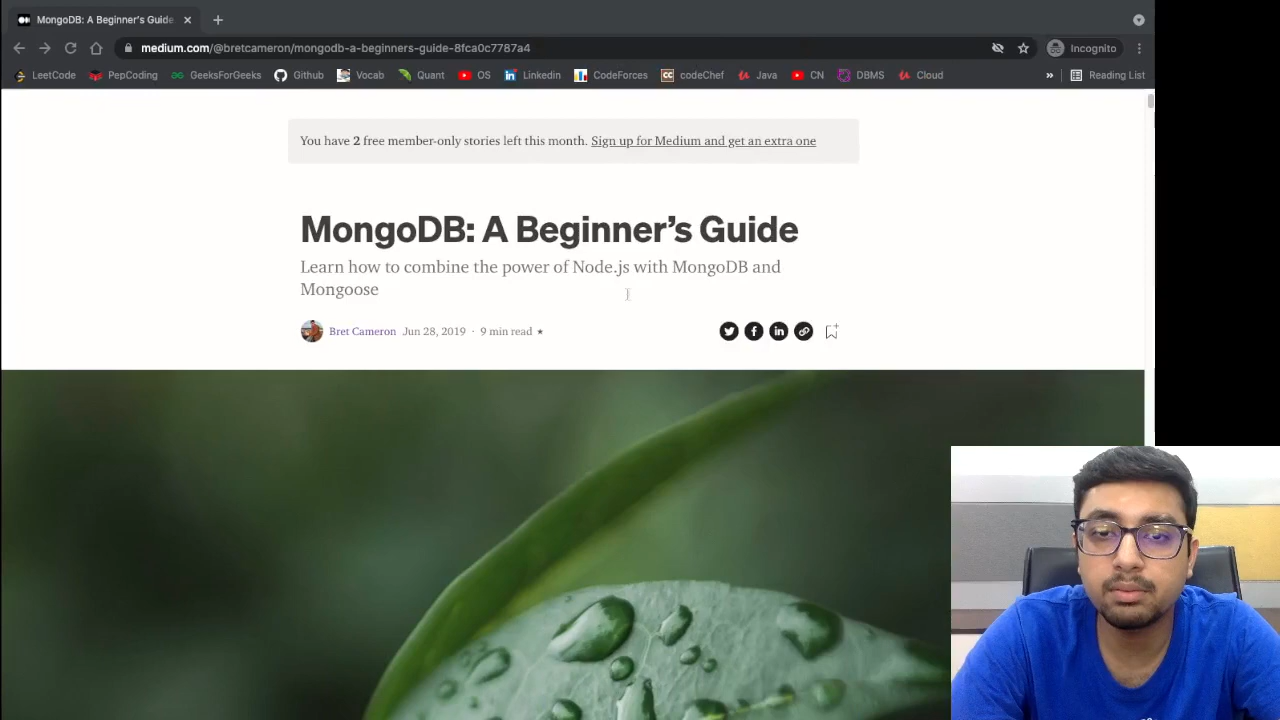 MongoDB: A Beginner's Guide
medium.com/@bretcameron/mongodb-a-beginners-guide-8fca0c7787a4
Incognito
LeetCode PepCoding GeeksForGeeks Github Vocab Quant OS Linkedin CodeForces codeChef Java CN DBMS Cloud » Reading List
You have 2 free member-only stories left this month. Sign up for Medium and get an extra one
MongoDB: A Beginner’s Guide
Learn how to combine the power of Node.js with MongoDB and
Mongoose
Bret Cameron Jun 28, 2019 · 9 min read ★